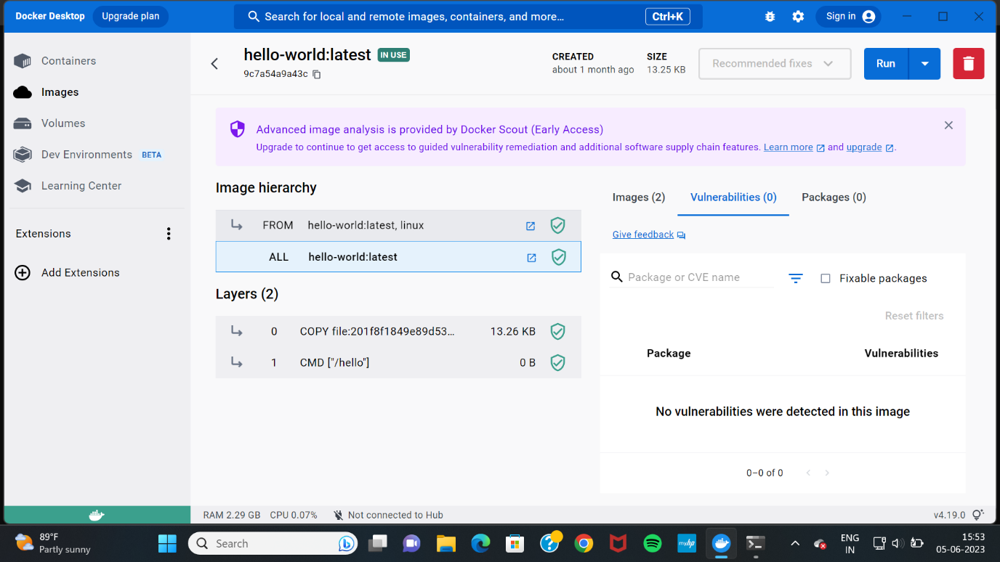 Docker Desktop Upgrade plan Search for local and remote images, containers, and more... Ctrl+K Sign in
Containers
Images
Volumes
Dev Environments BETA
Learning Center
Extensions
Add Extensions
hello-world:latest IN USE
9c7a54a9a43c
CREATED
about 1 month ago
SIZE
13.25 KB
Recommended fixes
Run
Advanced image analysis is provided by Docker Scout (Early Access)
Upgrade to continue to get access to guided vulnerability remediation and additional software supply chain features. Learn more and upgrade .
Image hierarchy
FROM hello-world:latest, linux
ALL hello-world:latest
Layers (2)
0 COPY file:201f8f1849e89d53... 13.26 KB
1 CMD ["/hello"] 0 B
Images (2) Vulnerabilities (0) Packages (0)
Give feedback
Package or CVE name Fixable packages
Reset filters
Package Vulnerabilities
No vulnerabilities were detected in this image
0–0 of 0
RAM 2.29 GB CPU 0.07% Not connected to Hub v4.19.0
89°F
Partly sunny
Search
myhp
ENG
IN
15:53
05-06-2023